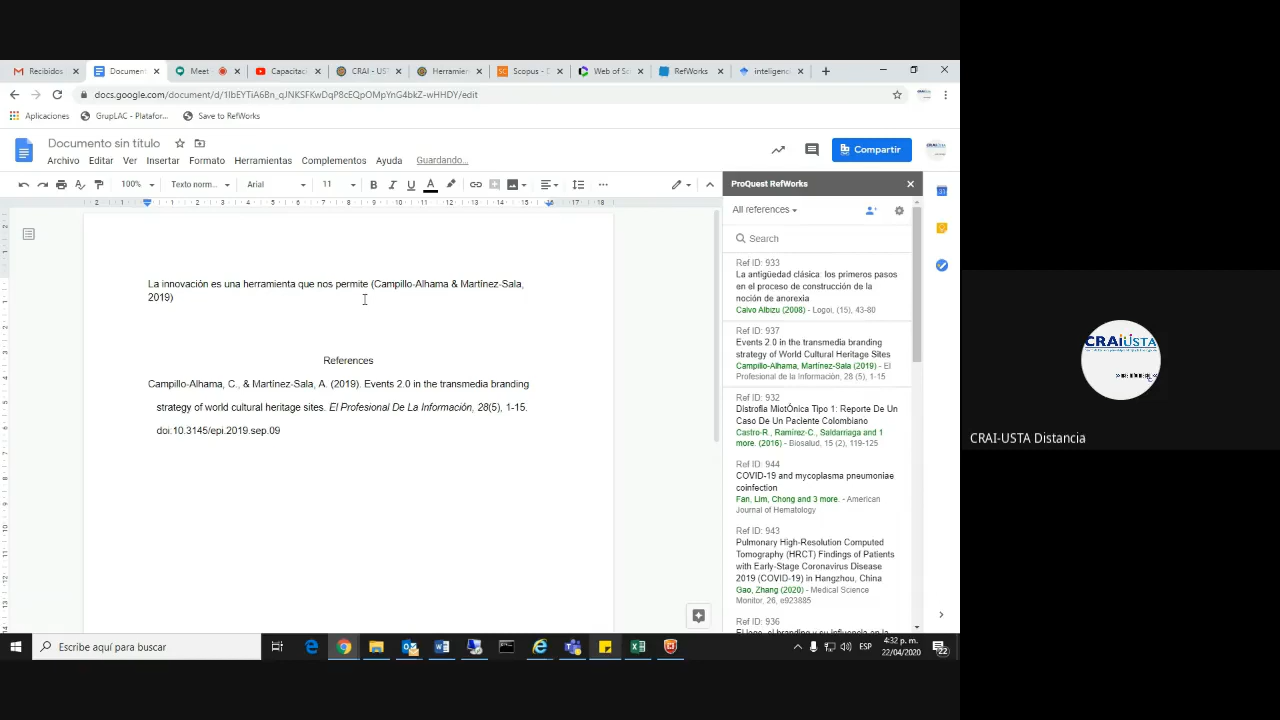 Recibidos
Document
Meet -
Capacitac
CRAI - UST
Herramien
Scopus - D
Web of Sc
RefWorks
inteligenc
docs.google.com/document/d/1IbEYTiA6Bn_qJNKSFKwDqP8cEQpOMpYnG4bkZ-wHHDY/edit
Aplicaciones
GrupLAC - Platafor...
Save to RefWorks
Documento sin título
Archivo Editar Ver Insertar Formato Herramientas Complementos Ayuda Guardando...
Compartir
100% Texto norm... Arial 11
ProQuest RefWorks
All references
Search
La innovación es una herramienta que nos permite (Campillo-Alhama & Martínez-Sala,
2019)
References
Campillo-Alhama, C., & Martínez-Sala, A. (2019). Events 2.0 in the transmedia branding
strategy of world cultural heritage sites. El Profesional De La Información, 28(5), 1-15.
doi:10.3145/epi.2019.sep.09
Ref ID: 933
La antigüedad clásica: los primeros pasos
en el proceso de construcción de la
noción de anorexia
Calvo Albizu (2008) - Logoi, (15), 43-80
Ref ID: 937
Events 2.0 in the transmedia branding
strategy of World Cultural Heritage Sites
Campillo-Alhama, Martínez-Sala (2019) - El
Profesional de la Información, 28 (5), 1-15
Ref ID: 932
Distrofia MiotÓnica Tipo 1: Reporte De Un
Caso De Un Paciente Colombiano
Castro-R., Ramírez-C., Saldarriaga and 1
more. (2016) - Biosalud, 15 (2), 119-125
Ref ID: 944
COVID-19 and mycoplasma pneumoniae
coinfection
Fan, Lim, Chong and 3 more. - American
Journal of Hematology
Ref ID: 943
Pulmonary High-Resolution Computed
Tomography (HRCT) Findings of Patients
with Early-Stage Coronavirus Disease
2019 (COVID-19) in Hangzhou, China
Gao, Zhang (2020) - Medical Science
Monitor, 26, e923885
Ref ID: 936
CRAIUSTA
CRAI-USTA Distancia
Escribe aquí para buscar
ESP
4:32 p. m.
22/04/2020
22